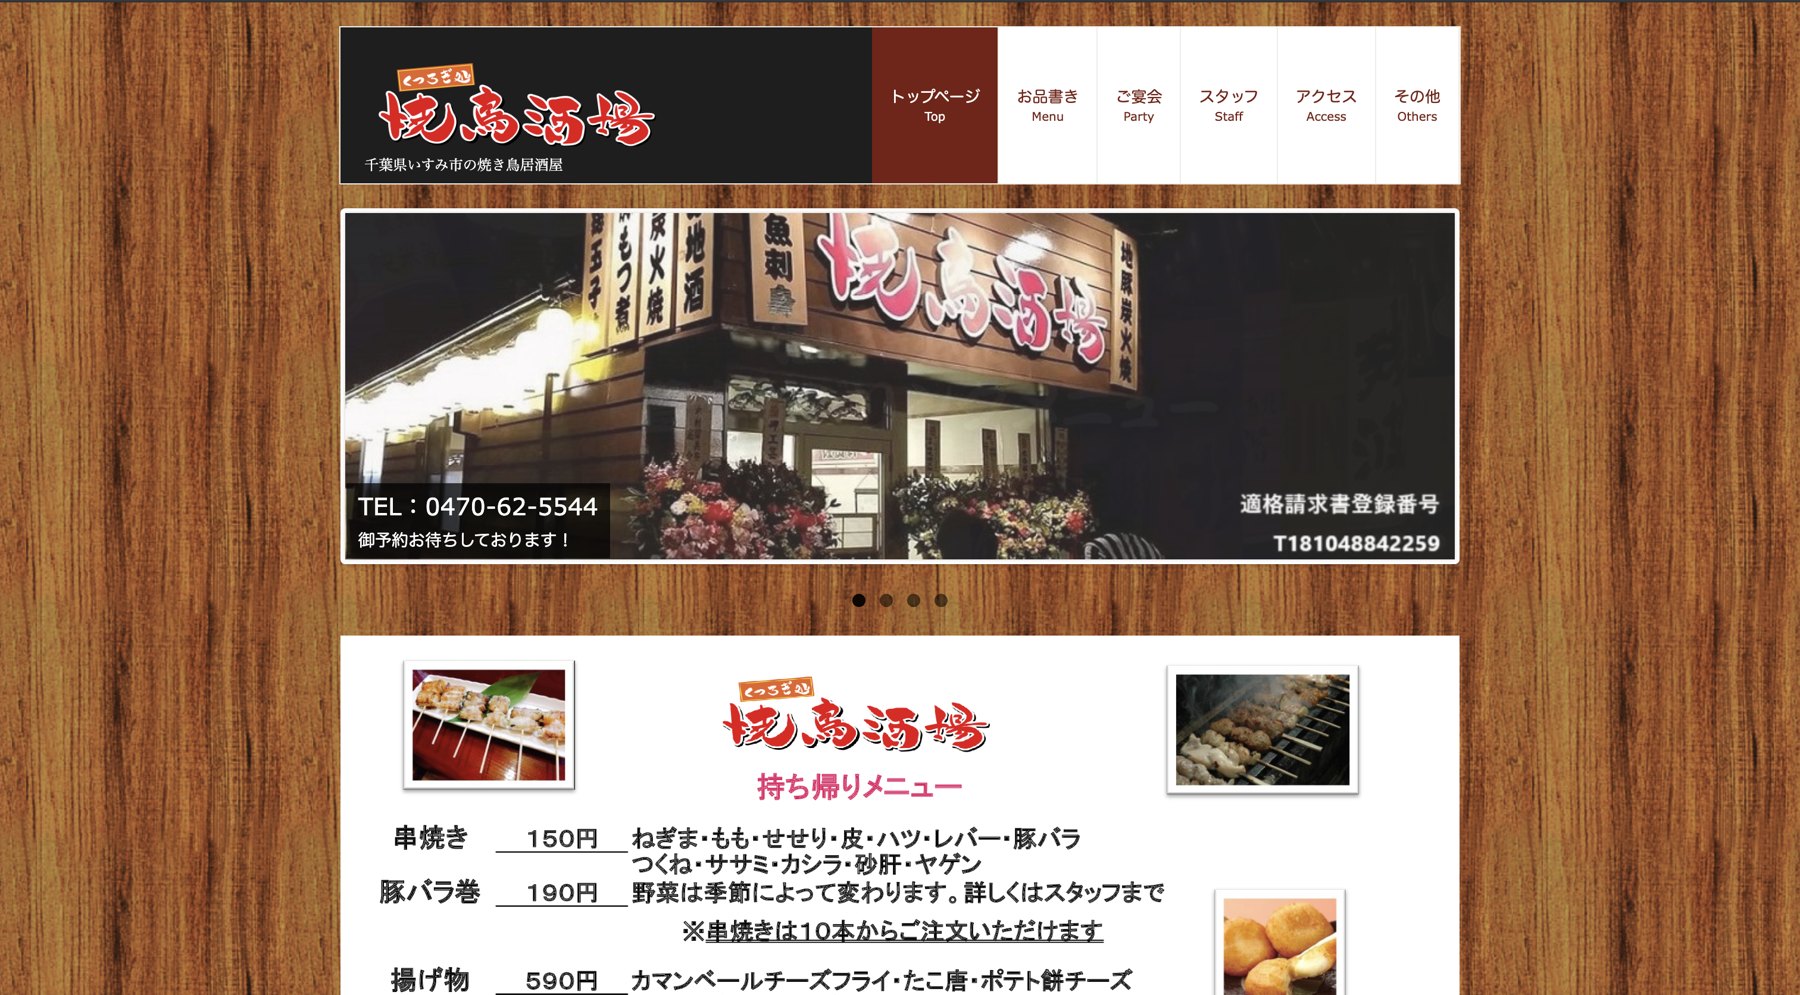 くつろぎ処
焼鳥酒場
千葉県いすみ市の焼き鳥居酒屋
トップページ
Top
お品書き
Menu
ご宴会
Party
スタッフ
Staff
アクセス
Access
その他
Others
玉子
もつ煮
炭火焼
地酒
魚刺身
焼鳥酒場
地豚炭火焼
TEL：0470-62-5544
御予約お待ちしております！
適格請求書登録番号
T181048842259
くつろぎ処
焼鳥酒場
持ち帰りメニュー
串焼き 150円 ねぎま・もも・せせり・皮・ハツ・レバー・豚バラ
つくね・ササミ・カシラ・砂肝・ヤゲン
豚バラ巻 190円 野菜は季節によって変わります。詳しくはスタッフまで
※串焼きは10本からご注文いただけます
揚げ物 590円 カマンベールチーズフライ・たこ唐・ポテト餅チーズ